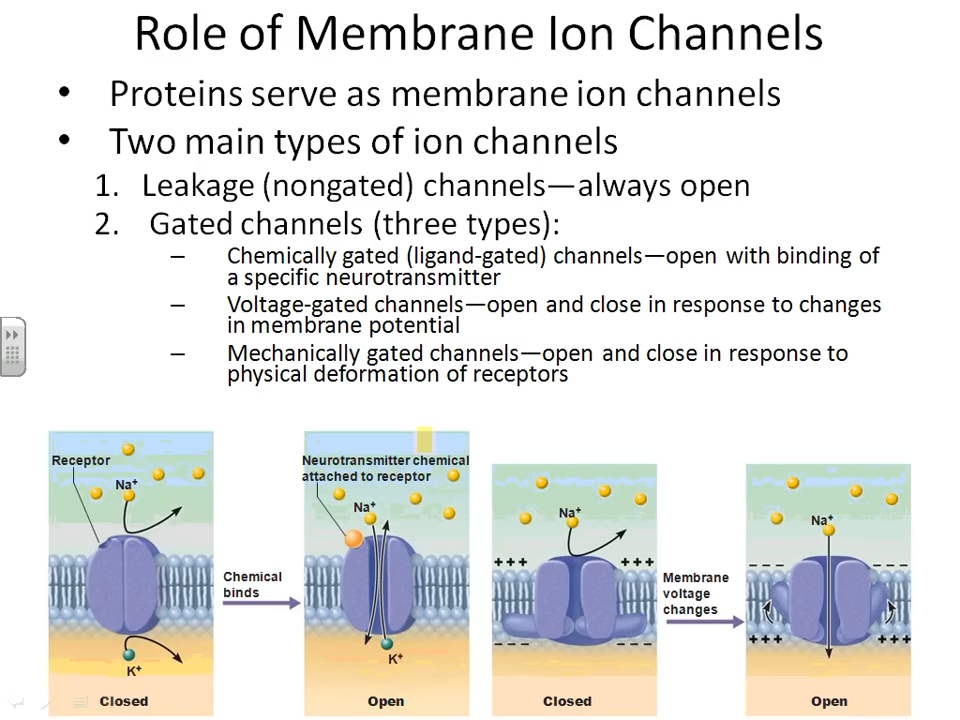 Role of Membrane Ion Channels
• Proteins serve as membrane ion channels
• Two main types of ion channels
1. Leakage (nongated) channels—always open
2. Gated channels (three types):
– Chemically gated (ligand-gated) channels—open with binding of
a specific neurotransmitter
– Voltage-gated channels—open and close in response to changes
in membrane potential
– Mechanically gated channels—open and close in response to
physical deformation of receptors
Receptor
Na⁺
K⁺
Closed
Chemical
binds
Neurotransmitter chemical
attached to receptor
Na⁺
K⁺
Open
Na⁺
+++ +++
––– –––
Closed
Membrane
voltage
changes
Na⁺
––– –––
+++ +++
Open